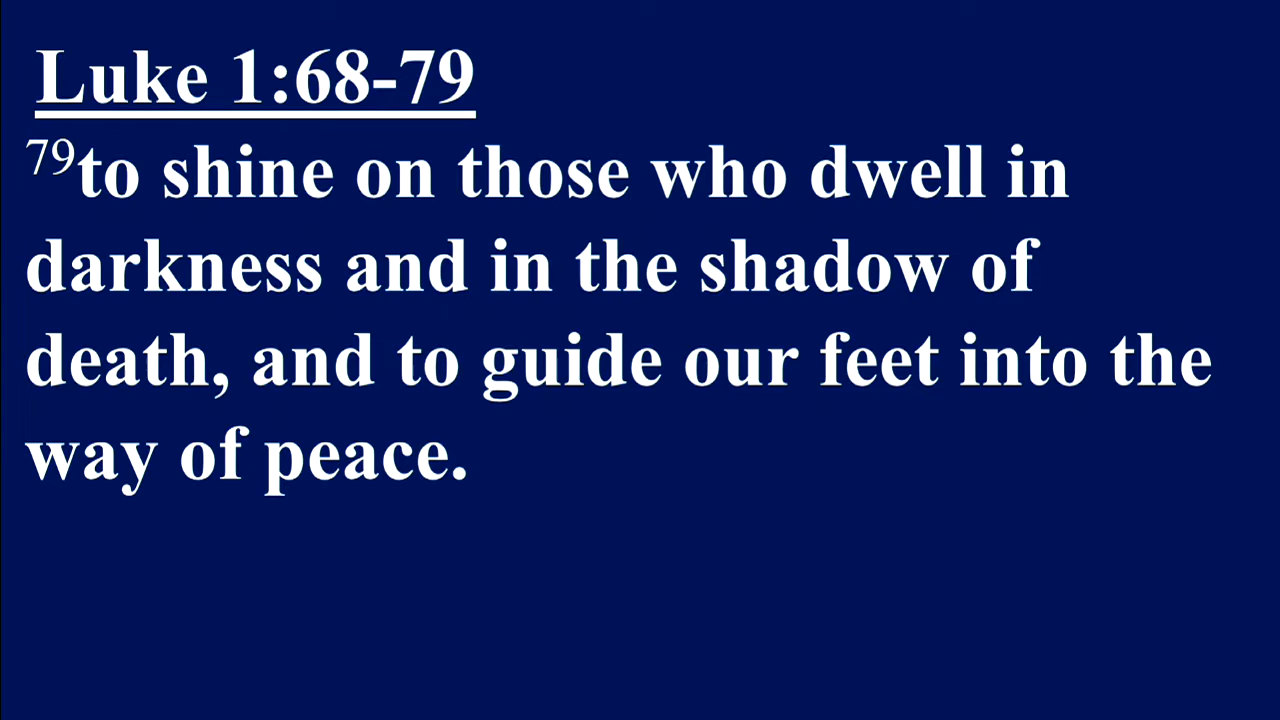 Luke 1:68-79
79to shine on those who dwell in
darkness and in the shadow of
death, and to guide our feet into the
way of peace.